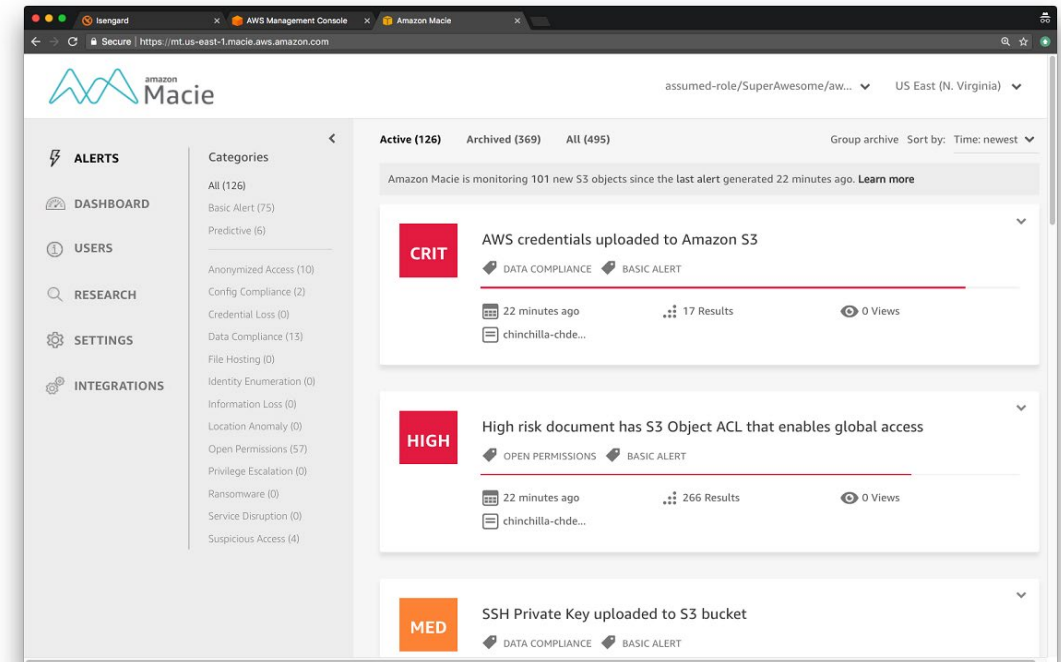 Isengard
AWS Management Console
Amazon Macie
Secure | https://mt.us-east-1.macie.aws.amazon.com
amazon
Macie
assumed-role/SuperAwesome/aw...
US East (N. Virginia)
ALERTS
DASHBOARD
USERS
RESEARCH
SETTINGS
INTEGRATIONS
Categories
All (126)
Basic Alert (75)
Predictive (6)
Anonymized Access (10)
Config Compliance (2)
Credential Loss (0)
Data Compliance (13)
File Hosting (0)
Identity Enumeration (0)
Information Loss (0)
Location Anomaly (0)
Open Permissions (57)
Privilege Escalation (0)
Ransomware (0)
Service Disruption (0)
Suspicious Access (4)
Active (126) Archived (369) All (495)
Group archive Sort by: Time: newest
Amazon Macie is monitoring 101 new S3 objects since the last alert generated 22 minutes ago. Learn more
CRIT
AWS credentials uploaded to Amazon S3
DATA COMPLIANCE BASIC ALERT
22 minutes ago 17 Results 0 Views
chinchilla-chde...
HIGH
High risk document has S3 Object ACL that enables global access
OPEN PERMISSIONS BASIC ALERT
22 minutes ago 266 Results 0 Views
chinchilla-chde...
MED
SSH Private Key uploaded to S3 bucket
DATA COMPLIANCE BASIC ALERT